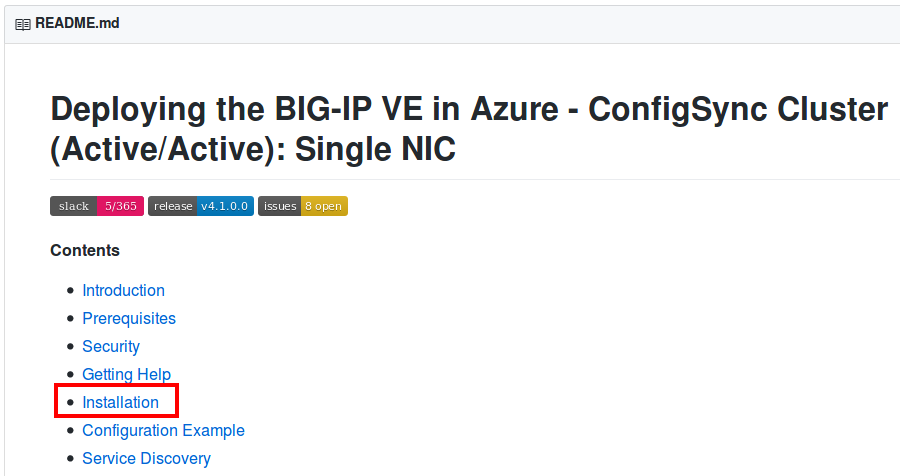 README.md
Deploying the BIG-IP VE in Azure - ConfigSync Cluster
(Active/Active): Single NIC
slack 5/365 release v4.1.0.0 issues 8 open
Contents
Introduction
Prerequisites
Security
Getting Help
Installation
Configuration Example
Service Discovery